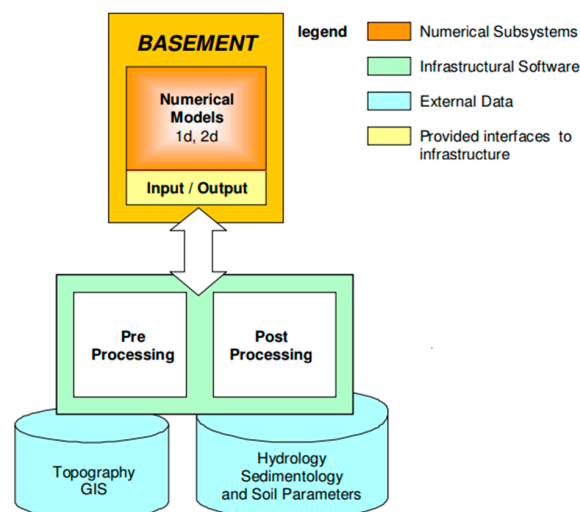 BASEMENT
Numerical
Models
1d, 2d
Input / Output
legend
Numerical Subsystems
Infrastructural Software
External Data
Provided interfaces to
infrastructure
Pre
Processing
Post
Processing
Topography
GIS
Hydrology
Sedimentology
and Soil Parameters